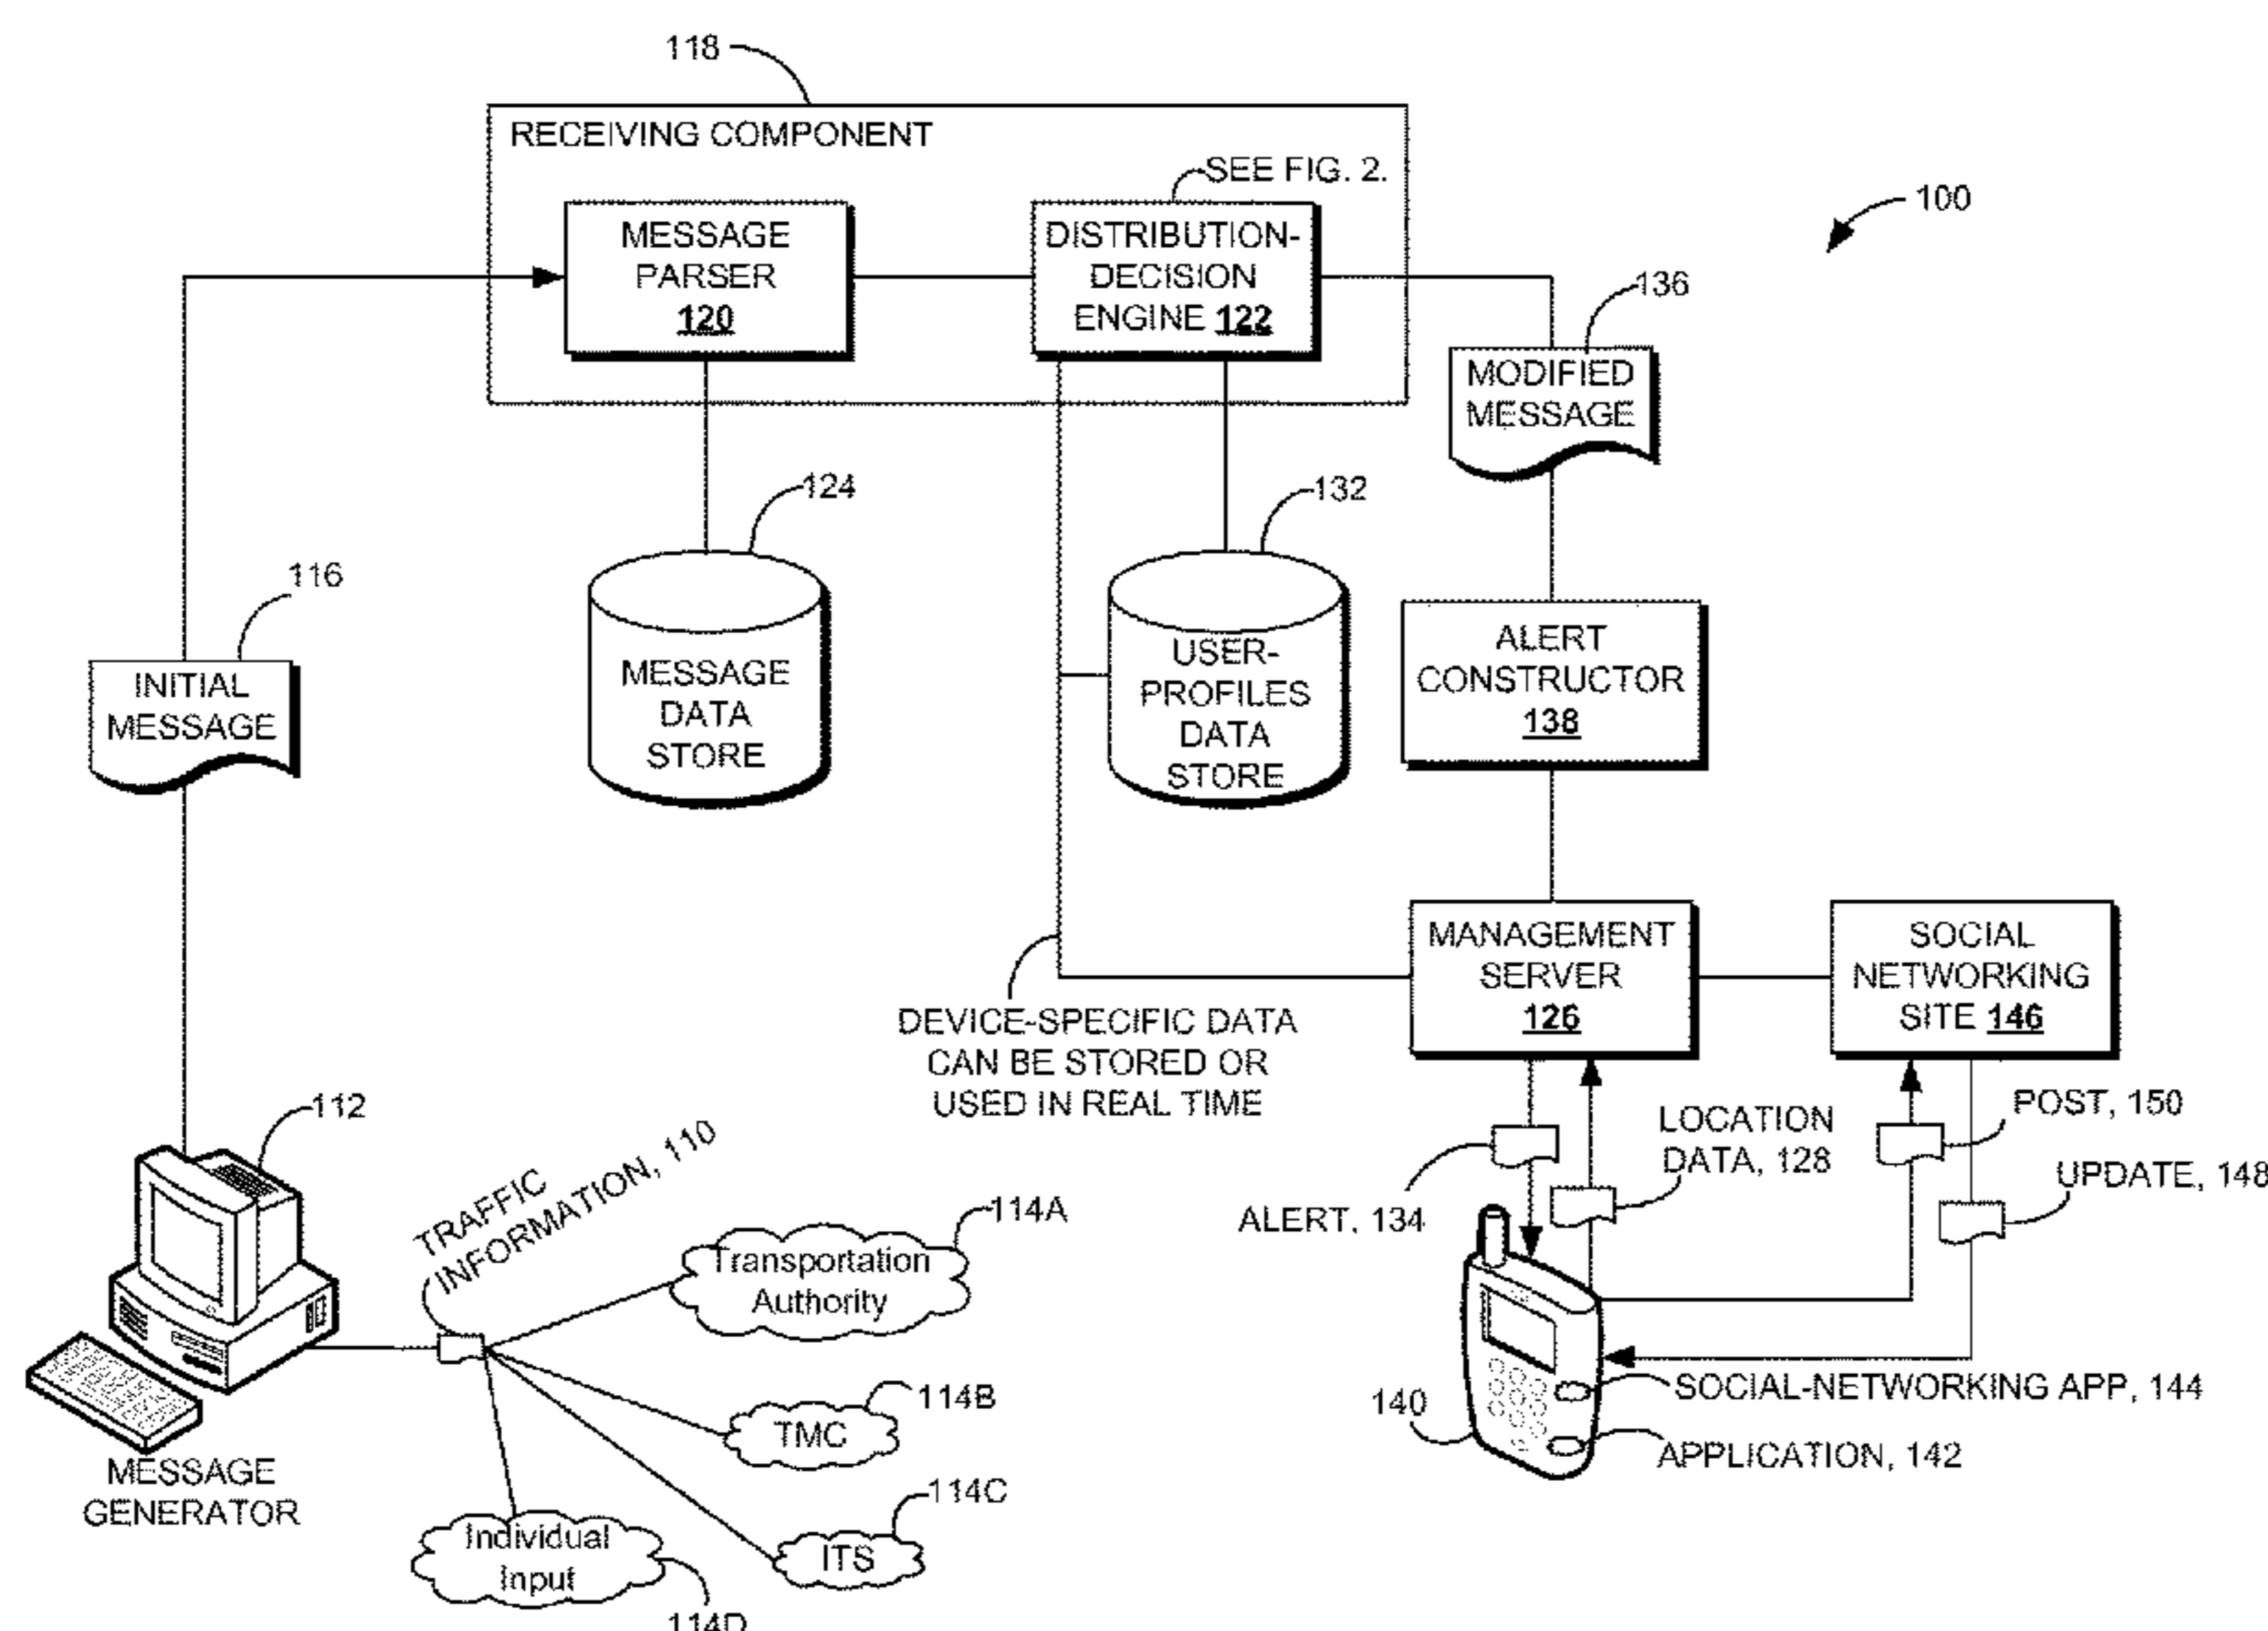 118
RECEIVING COMPONENT
SEE FIG. 2.
100
MESSAGE
PARSER
120
DISTRIBUTION-
DECISION
ENGINE 122
136
MODIFIED
MESSAGE
124
132
116
INITIAL
MESSAGE
MESSAGE
DATA
STORE
USER-
PROFILES
DATA
STORE
ALERT
CONSTRUCTOR
138
MANAGEMENT
SERVER
126
SOCIAL
NETWORKING
SITE 146
DEVICE-SPECIFIC DATA
CAN BE STORED OR
USED IN REAL TIME
112
TRAFFIC
INFORMATION, 110
LOCATION
DATA, 128
POST, 150
UPDATE, 148
ALERT, 134
114A
Transportation
Authority
114B
TMC
140
SOCIAL-NETWORKING APP, 144
APPLICATION, 142
MESSAGE
GENERATOR
114C
ITS
Individual
Input
114D